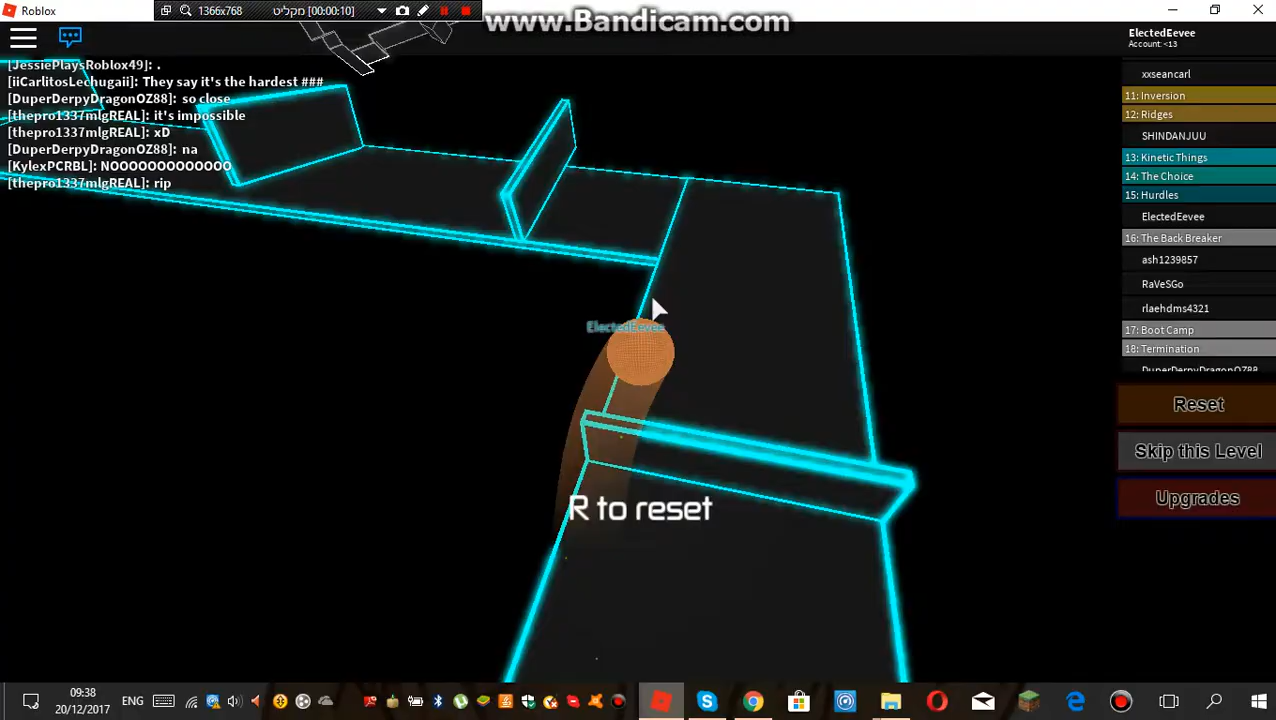 Roblox
1366x768
מקליט [00:00:10]
www.Bandicam.com
ElectedEevee
Account: <13
[JessiePlaysRoblox49]: .
[iiCarlitosLechugaii]: They say it's the hardest ###
[DuperDerpyDragonOZ88]: so close
[thepro1337mlgREAL]: it's impossible
[thepro1337mlgREAL]: xD
[DuperDerpyDragonOZ88]: na
[KylexPCRBL]: NOOOOOOOOOOOO
[thepro1337mlgREAL]: rip
xxseancarl
11: Inversion
12: Ridges
SHINDANJUU
13: Kinetic Things
14: The Choice
15: Hurdles
ElectedEevee
16: The Back Breaker
ash1239857
RaVeSGo
rlaehdms4321
17: Boot Camp
18: Termination
DuperDerpyDragonOZ88
ElectedEevee
Reset
Skip this Level
Upgrades
R to reset
09:38
20/12/2017
ENG